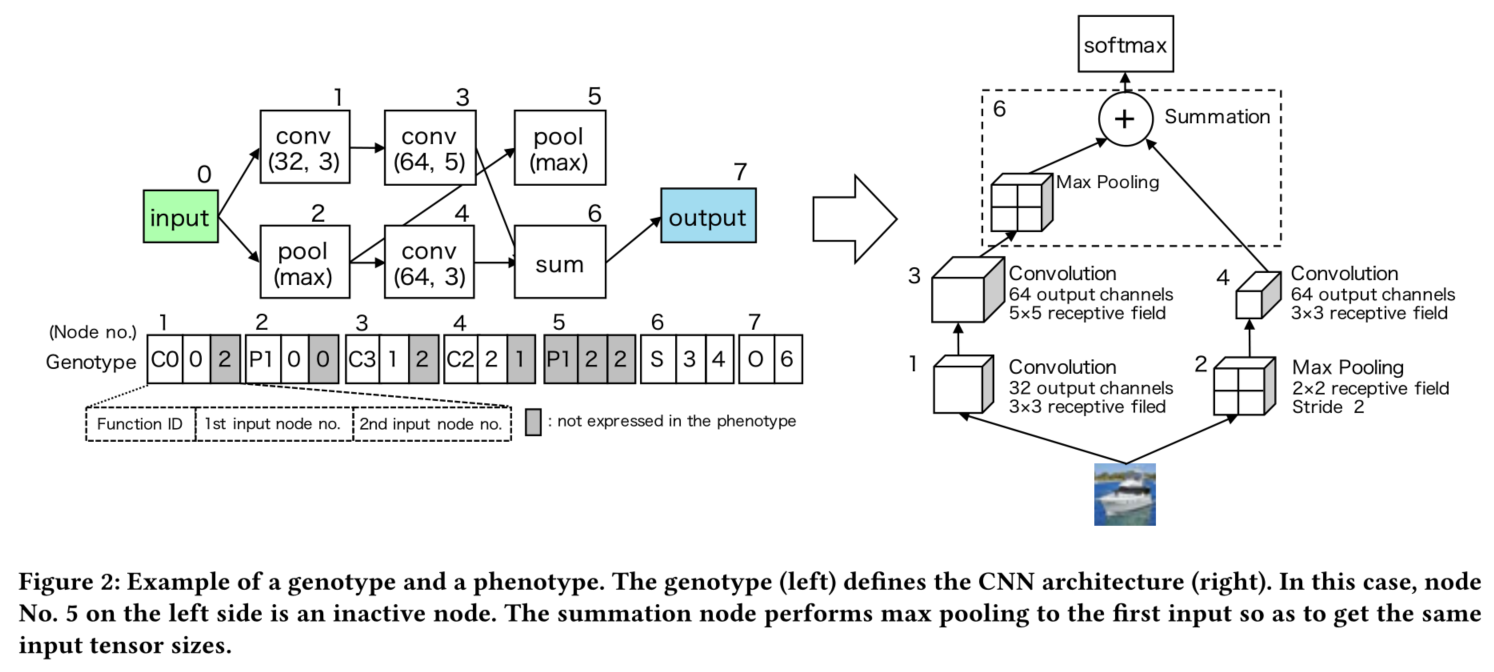 1
3
5
conv
(32, 3)
conv
(64, 5)
pool
(max)
0
input
7
output
2
4
6
pool
(max)
conv
(64, 3)
sum
(Node no.)
1 2 3 4 5 6 7
Genotype
C0 0 2 P1 0 0 C3 1 2 C2 2 1 P1 2 2 S 3 4 O 6
Function ID 1st input node no. 2nd input node no.
: not expressed in the phenotype
softmax
6
+
Summation
Max Pooling
3
Convolution
64 output channels
5×5 receptive field
4
Convolution
64 output channels
3×3 receptive field
1
Convolution
32 output channels
3×3 receptive filed
2
Max Pooling
2×2 receptive field
Stride 2
Figure 2: Example of a genotype and a phenotype. The genotype (left) defines the CNN architecture (right). In this case, node
No. 5 on the left side is an inactive node. The summation node performs max pooling to the first input so as to get the same
input tensor sizes.